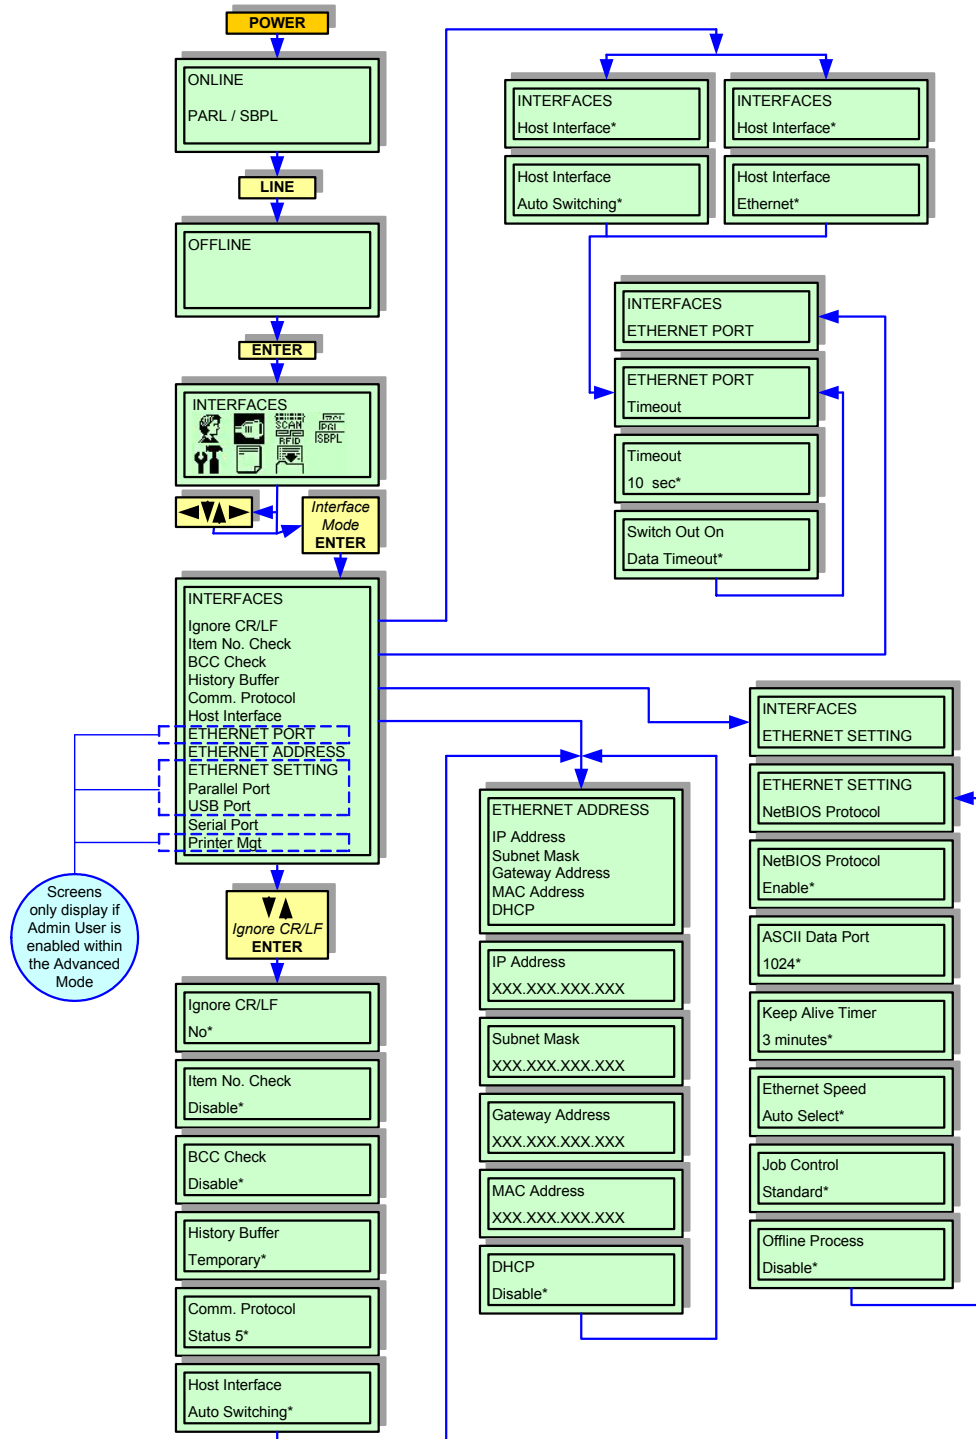 POWER
ONLINE
PARL / SBPL
LINE
OFFLINE
ENTER
INTERFACES
SCAN
RFID
PGL
SBPL
Interface
Mode
ENTER
INTERFACES
Ignore CR/LF
Item No. Check
BCC Check
History Buffer
Comm. Protocol
Host Interface
ETHERNET PORT
ETHERNET ADDRESS
ETHERNET SETTING
Parallel Port
USB Port
Serial Port
Printer Mgt
Screens
only display if
Admin User is
enabled within
the Advanced
Mode
Ignore CR/LF
ENTER
Ignore CR/LF
No*
Item No. Check
Disable*
BCC Check
Disable*
History Buffer
Temporary*
Comm. Protocol
Status 5*
Host Interface
Auto Switching*
INTERFACES
Host Interface*
Host Interface
Auto Switching*
INTERFACES
Host Interface*
Host Interface
Ethernet*
INTERFACES
ETHERNET PORT
ETHERNET PORT
Timeout
Timeout
10 sec*
Switch Out On
Data Timeout*
ETHERNET ADDRESS
IP Address
Subnet Mask
Gateway Address
MAC Address
DHCP
IP Address
XXX.XXX.XXX.XXX
Subnet Mask
XXX.XXX.XXX.XXX
Gateway Address
XXX.XXX.XXX.XXX
MAC Address
XXX.XXX.XXX.XXX
DHCP
Disable*
INTERFACES
ETHERNET SETTING
ETHERNET SETTING
NetBIOS Protocol
NetBIOS Protocol
Enable*
ASCII Data Port
1024*
Keep Alive Timer
3 minutes*
Ethernet Speed
Auto Select*
Job Control
Standard*
Offline Process
Disable*